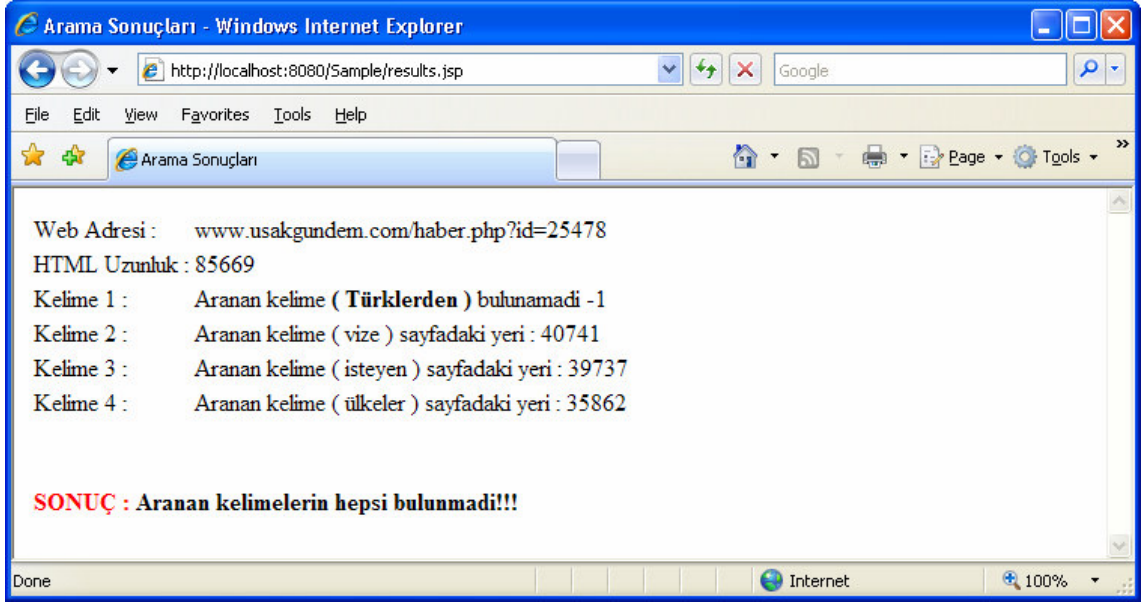 Arama Sonuçları - Windows Internet Explorer
http://localhost:8080/Sample/results.jsp
Google
File Edit View Favorites Tools Help
Arama Sonuçları
Page Tools
Web Adresi : www.usakgundem.com/haber.php?id=25478
HTML Uzunluk : 85669
Kelime 1 : Aranan kelime ( Türklerden ) bulunamadi -1
Kelime 2 : Aranan kelime ( vize ) sayfadaki yeri : 40741
Kelime 3 : Aranan kelime ( isteyen ) sayfadaki yeri : 39737
Kelime 4 : Aranan kelime ( ülkeler ) sayfadaki yeri : 35862
SONUÇ : Aranan kelimelerin hepsi bulunmadi!!!
Done Internet 100%